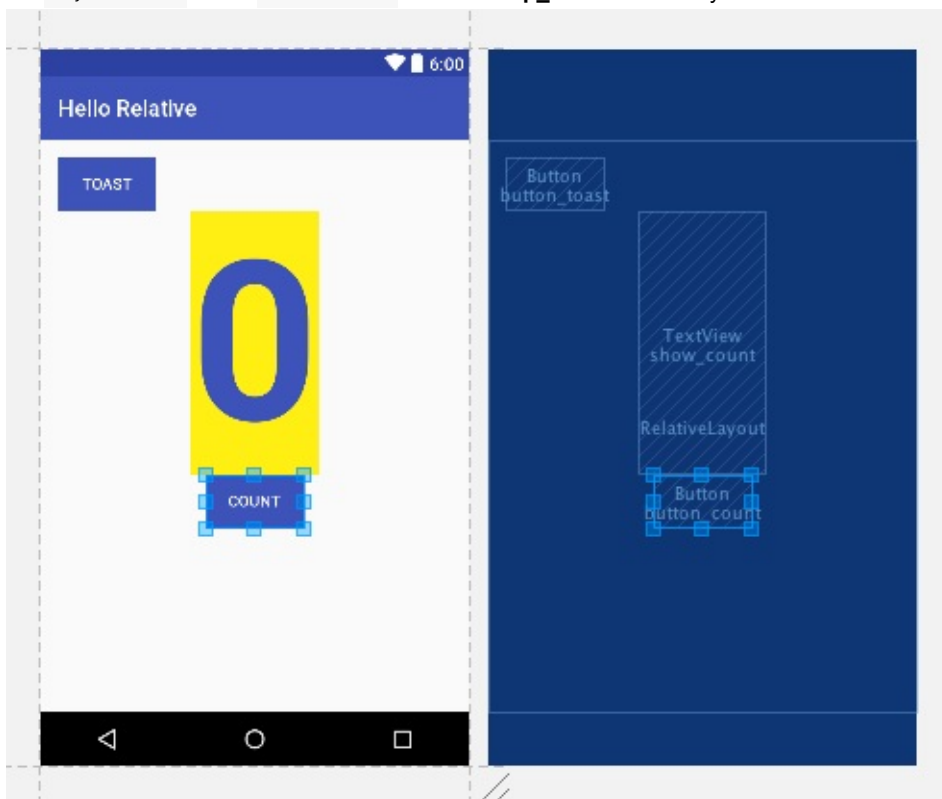 6:00
Hello Relative
TOAST
Button
button_toast
0
TextView
show_count
RelativeLayout
COUNT
Button
button_count